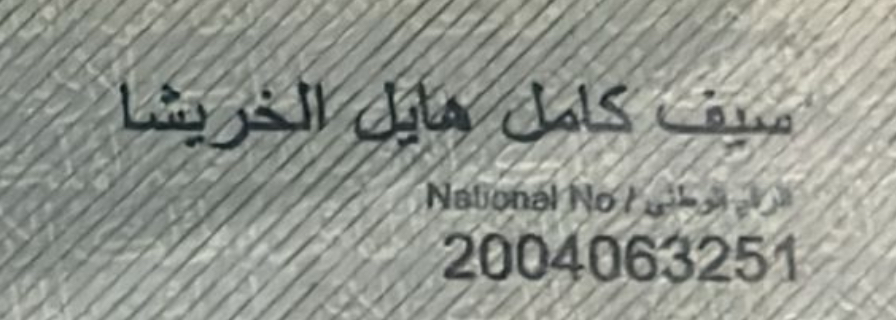 سيف كامل هايل الخريشا
National No / الرقم الوطني
2004063251